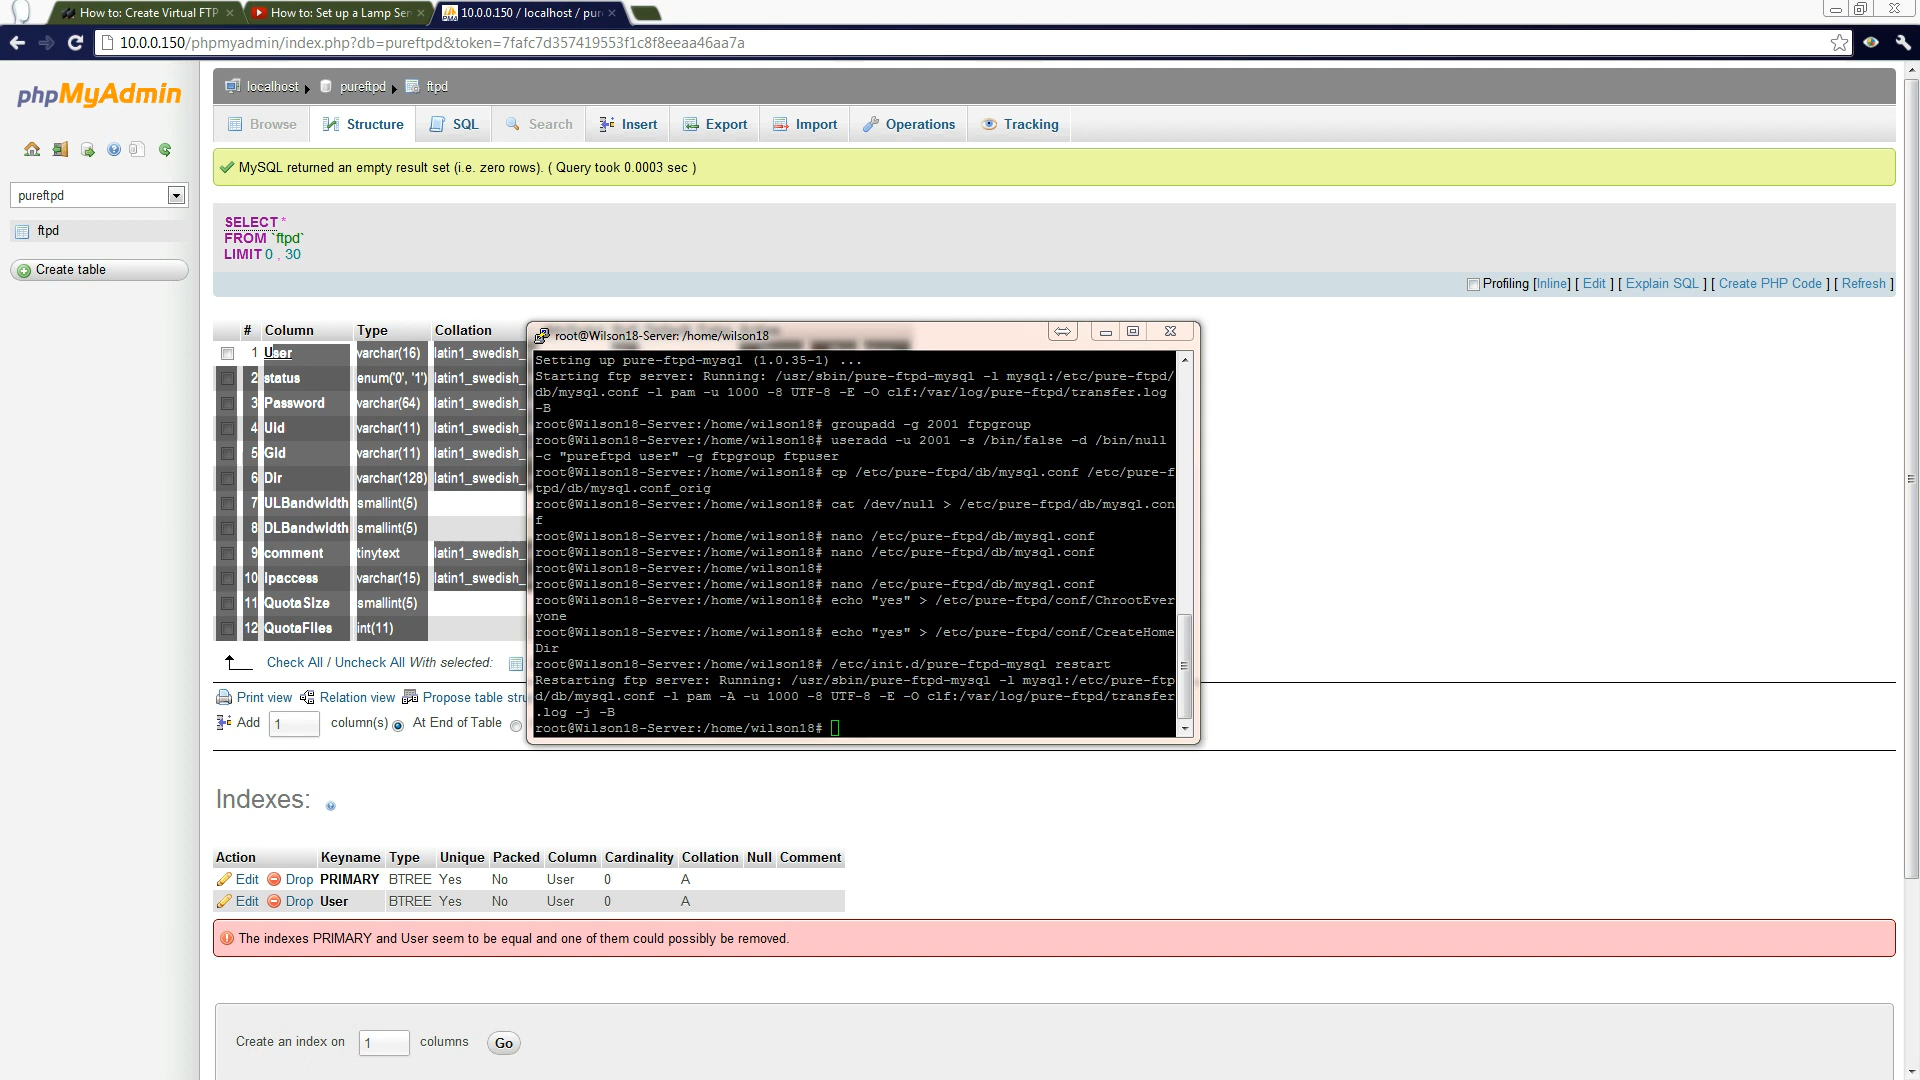 How to: Create Virtual FTP
How to: Set up a Lamp Ser
10.0.0.150 / localhost / pur
10.0.0.150/phpmyadmin/index.php?db=pureftpd&token=7fafc7d357419553f1c8f8eeaa46aa7a
phpMyAdmin
localhost pureftpd ftpd
Browse Structure SQL Search Insert Export Import Operations Tracking
MySQL returned an empty result set (i.e. zero rows). ( Query took 0.0003 sec )
pureftpd
ftpd
Create table
SELECT *
FROM `ftpd`
LIMIT 0 , 30
Profiling [Inline] [ Edit ] [ Explain SQL ] [ Create PHP Code ] [ Refresh ]
# Column Type Collation
1 User varchar(16) latin1_swedish_
2 status enum('0', '1') latin1_swedish_
3 Password varchar(64) latin1_swedish_
4 Uid varchar(11) latin1_swedish_
5 Gid varchar(11) latin1_swedish_
6 Dir varchar(128) latin1_swedish_
7 ULBandwidth smallint(5)
8 DLBandwidth smallint(5)
9 comment tinytext latin1_swedish_
10 Ipaccess varchar(15) latin1_swedish_
11 QuotaSize smallint(5)
12 QuotaFiles int(11)
Check All / Uncheck All With selected:
Print view Relation view Propose table stru
Add 1 column(s) At End of Table
root@Wilson18-Server: /home/wilson18
Setting up pure-ftpd-mysql (1.0.35-1) ...
Starting ftp server: Running: /usr/sbin/pure-ftpd-mysql -l mysql:/etc/pure-ftpd/
db/mysql.conf -l pam -u 1000 -8 UTF-8 -E -O clf:/var/log/pure-ftpd/transfer.log
-B
root@Wilson18-Server:/home/wilson18# groupadd -g 2001 ftpgroup
root@Wilson18-Server:/home/wilson18# useradd -u 2001 -s /bin/false -d /bin/null
-c "pureftpd user" -g ftpgroup ftpuser
root@Wilson18-Server:/home/wilson18# cp /etc/pure-ftpd/db/mysql.conf /etc/pure-f
tpd/db/mysql.conf_orig
root@Wilson18-Server:/home/wilson18# cat /dev/null > /etc/pure-ftpd/db/mysql.con
f
root@Wilson18-Server:/home/wilson18# nano /etc/pure-ftpd/db/mysql.conf
root@Wilson18-Server:/home/wilson18# nano /etc/pure-ftpd/db/mysql.conf
root@Wilson18-Server:/home/wilson18#
root@Wilson18-Server:/home/wilson18# nano /etc/pure-ftpd/db/mysql.conf
root@Wilson18-Server:/home/wilson18# echo "yes" > /etc/pure-ftpd/conf/ChrootEver
yone
root@Wilson18-Server:/home/wilson18# echo "yes" > /etc/pure-ftpd/conf/CreateHome
Dir
root@Wilson18-Server:/home/wilson18# /etc/init.d/pure-ftpd-mysql restart
Restarting ftp server: Running: /usr/sbin/pure-ftpd-mysql -l mysql:/etc/pure-ftp
d/db/mysql.conf -l pam -A -u 1000 -8 UTF-8 -E -O clf:/var/log/pure-ftpd/transfer
.log -j -B
root@Wilson18-Server:/home/wilson18#
Indexes:
Action Keyname Type Unique Packed Column Cardinality Collation Null Comment
Edit Drop PRIMARY BTREE Yes No User 0 A
Edit Drop User BTREE Yes No User 0 A
The indexes PRIMARY and User seem to be equal and one of them could possibly be removed.
Create an index on 1 columns Go